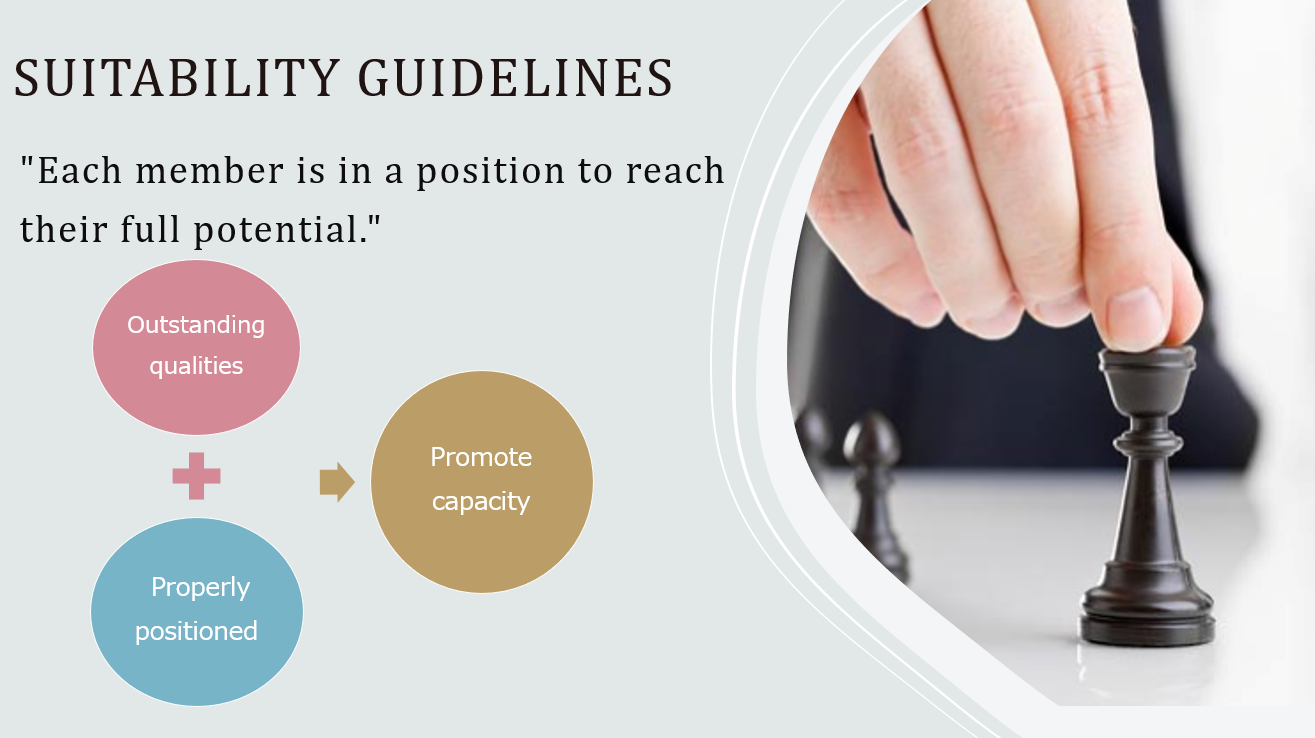 SUITABILITY GUIDELINES
"Each member is in a position to reach
their full potential."
Outstanding
qualities
Properly
positioned
Promote
capacity